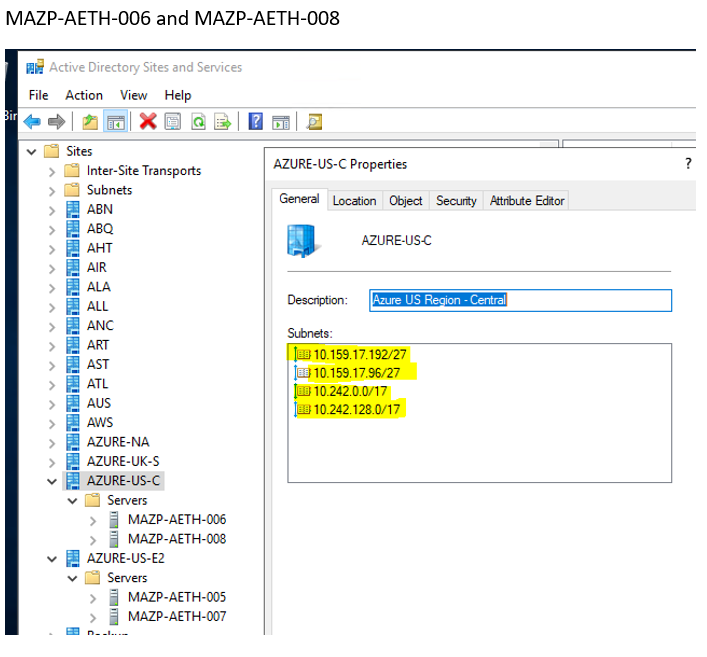 MAZP-AETH-006 and MAZP-AETH-008
Active Directory Sites and Services
File Action View Help
Sites
Inter-Site Transports
Subnets
ABN
ABQ
AHT
AIR
ALA
ALL
ANC
ART
AST
ATL
AUS
AWS
AZURE-NA
AZURE-UK-S
AZURE-US-C
Servers
MAZP-AETH-006
MAZP-AETH-008
AZURE-US-E2
Servers
MAZP-AETH-005
MAZP-AETH-007
AZURE-US-C Properties
?
General Location Object Security Attribute Editor
AZURE-US-C
Description: Azure US Region - Central
Subnets:
10.159.17.192/27
10.159.17.96/27
10.242.0.0/17
10.242.128.0/17